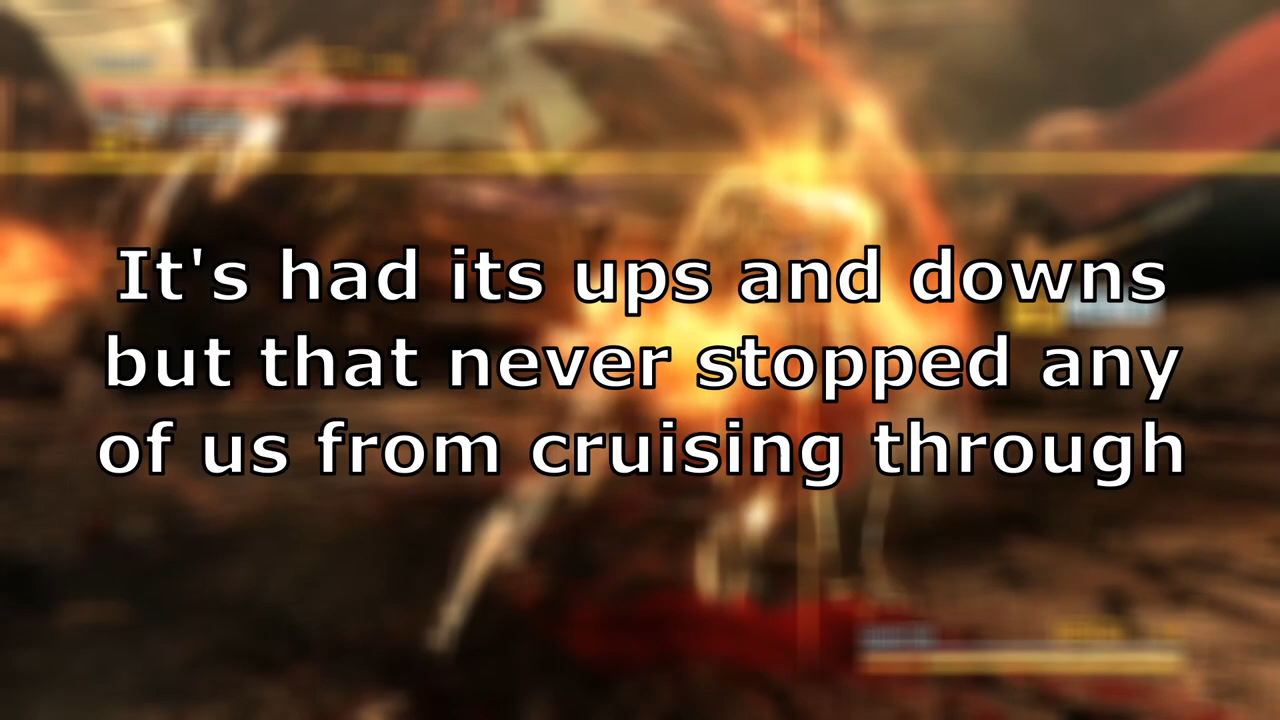 It's had its ups and downs
but that never stopped any
of us from cruising through